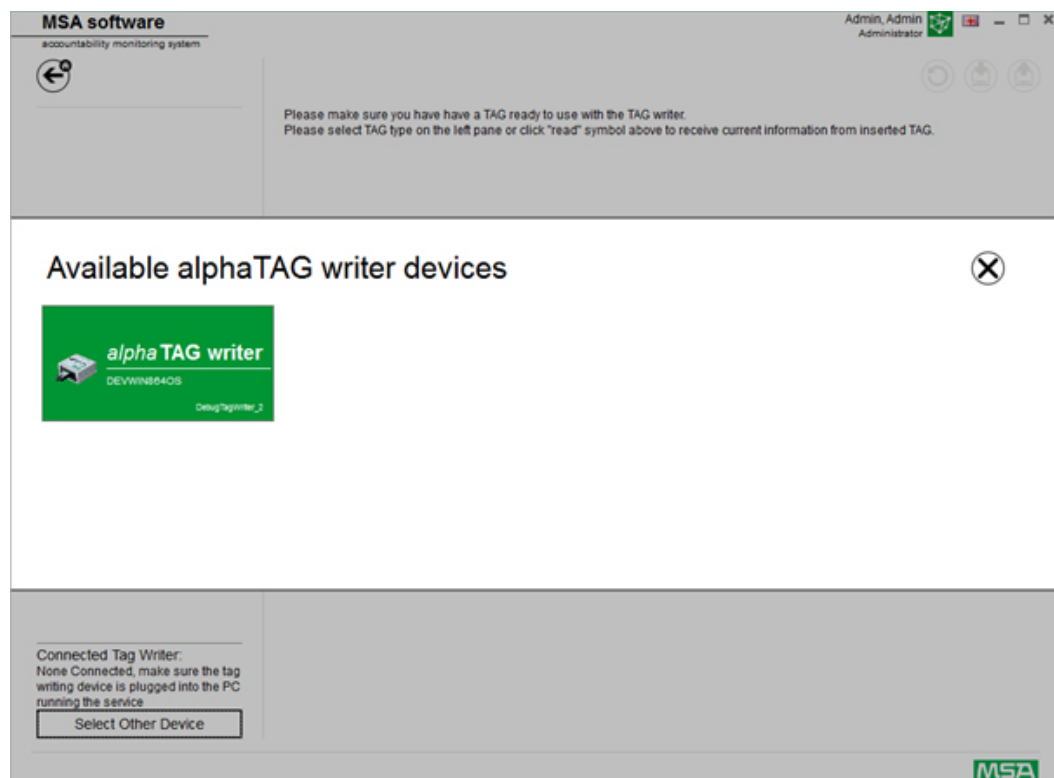 MSA software
accountability monitoring system
Admin, Admin
Administrator
Please make sure you have have a TAG ready to use with the TAG writer.
Please select TAG type on the left pane or click "read" symbol above to receive current information from inserted TAG.
Available alphaTAG writer devices
alpha TAG writer
DEVWIN864OS
DebugTagWriter_2
Connected Tag Writer:
None Connected, make sure the tag
writing device is plugged into the PC
running the service
Select Other Device
MSA